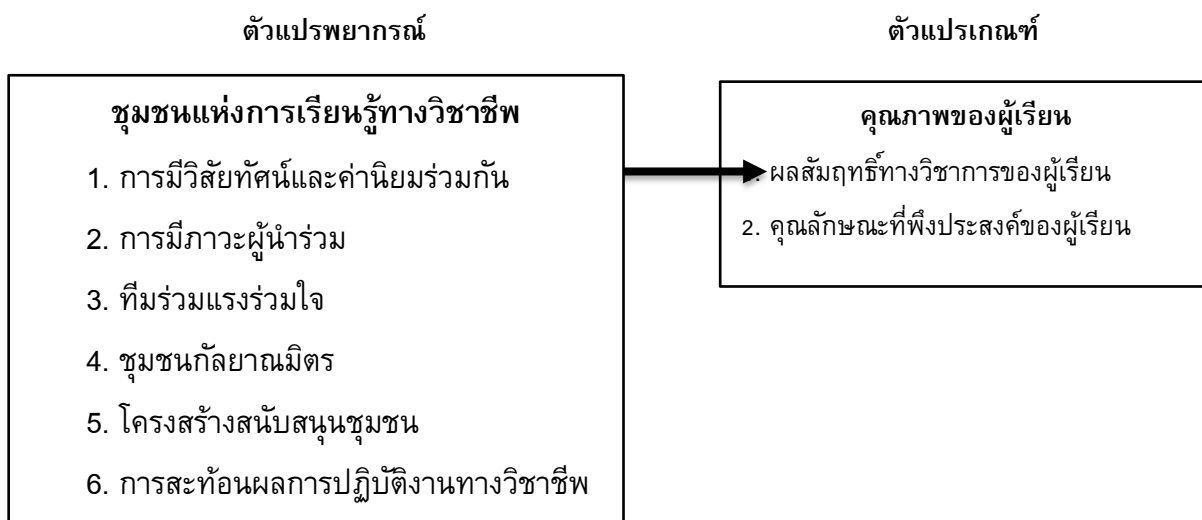 ตัวแปรพยากรณ์
ชุมชนแห่งการเรียนรู้ทางวิชาชีพ
1. การมีวิสัยทัศน์และค่านิยมร่วมกัน
2. การมีภาวะผู้นำร่วม
3. ทีมร่วมแรงร่วมใจ
4. ชุมชนกัลยาณมิตร
5. โครงสร้างสนับสนุนชุมชน
6. การสะท้อนผลการปฏิบัติงานทางวิชาชีพ
ตัวแปรเกณฑ์
คุณภาพของผู้เรียน
ผลสัมฤทธิ์ทางวิชาการของผู้เรียน
2. คุณลักษณะที่พึงประสงค์ของผู้เรียน